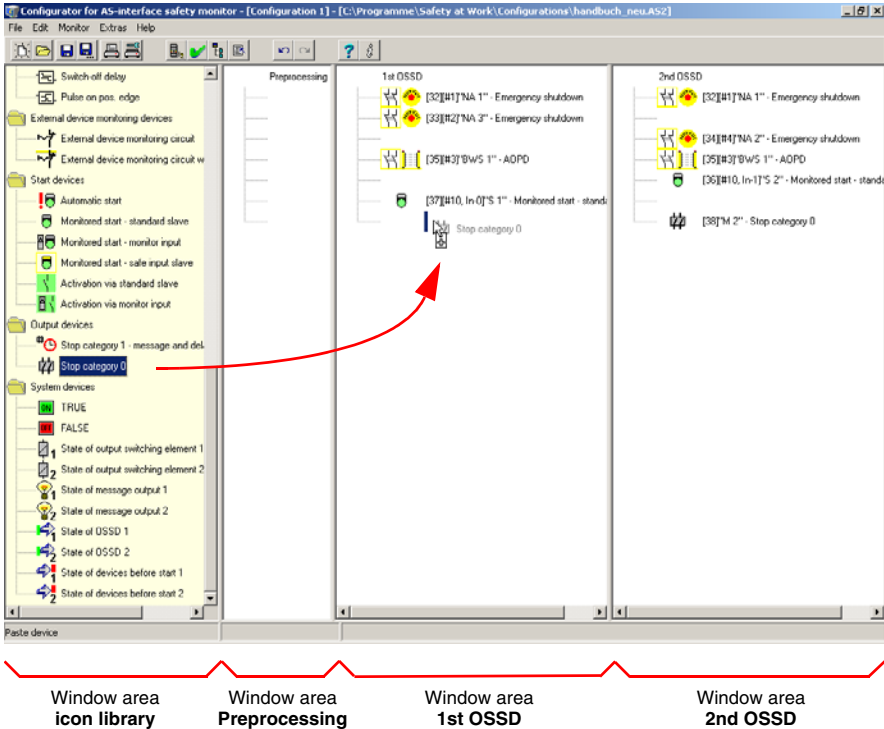 Configurator for AS-interface safety monitor - [Configuration 1] - [C:\Programme\Safety at Work\Configurations\handbuch_neu.AS2]
File Edit Monitor Extras Help
Switch-off delay
Pulse on pos. edge
External device monitoring devices
External device monitoring circuit
External device monitoring circuit w
Start devices
Automatic start
Monitored start - standard slave
Monitored start - monitor input
Monitored start - safe input slave
Activation via standard slave
Activation via monitor input
Output devices
Stop category 1 - message and del
Stop category 0
System devices
ON TRUE
OFF FALSE
State of output switching element 1
State of output switching element 2
State of message output 1
State of message output 2
State of OSSD 1
State of OSSD 2
State of devices before start 1
State of devices before start 2
Preprocessing
1st OSSD
[32][#1]"NA 1" - Emergency shutdown
[33][#2]"NA 3" - Emergency shutdown
[35][#3]"BWS 1" - AOPD
[37][#10, In-0]"S 1" - Monitored start - standa
Stop category 0
2nd OSSD
[32][#1]"NA 1" - Emergency shutdown
[34][#4]"NA 2" - Emergency shutdown
[35][#3]"BWS 1" - AOPD
[36][#10, In-1]"S 2" - Monitored start - standa
[38]"M 2" - Stop category 0
Paste device
Window area
icon library
Window area
Preprocessing
Window area
1st OSSD
Window area
2nd OSSD